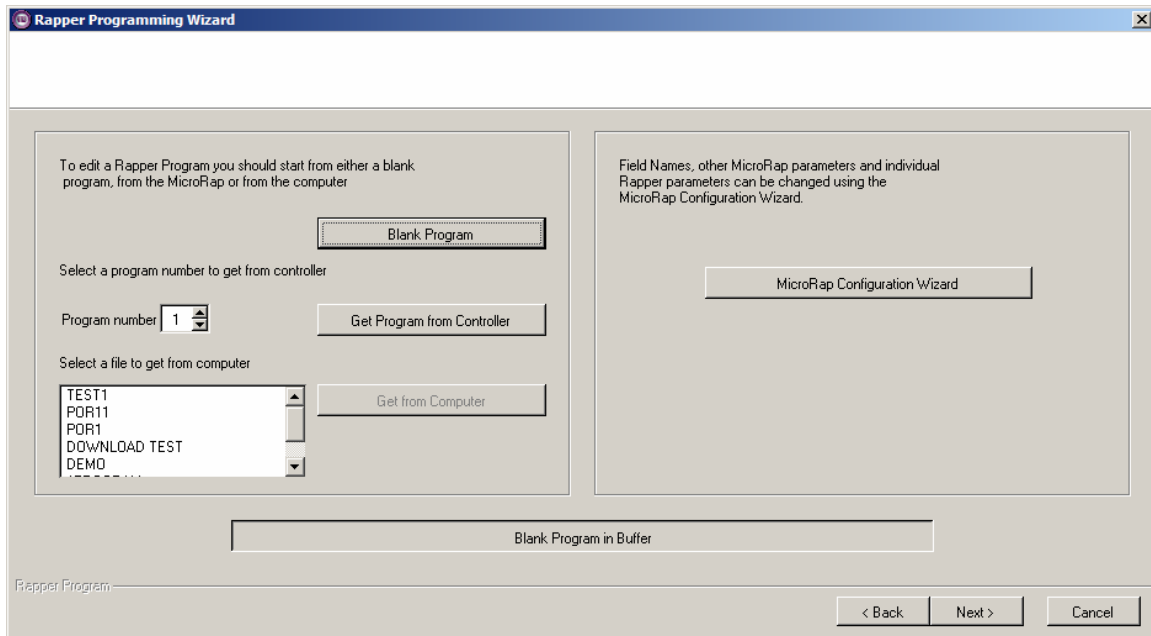 Rapper Programming Wizard
To edit a Rapper Program you should start from either a blank
program, from the MicroRap or from the computer
Blank Program
Select a program number to get from controller
Program number 1
Get Program from Controller
Select a file to get from computer
TEST1
POR11
POR1
DOWNLOAD TEST
DEMO
Get from Computer
Field Names, other MicroRap parameters and individual
Rapper parameters can be changed using the
MicroRap Configuration Wizard.
MicroRap Configuration Wizard
Blank Program in Buffer
Rapper Program
< Back
Next >
Cancel